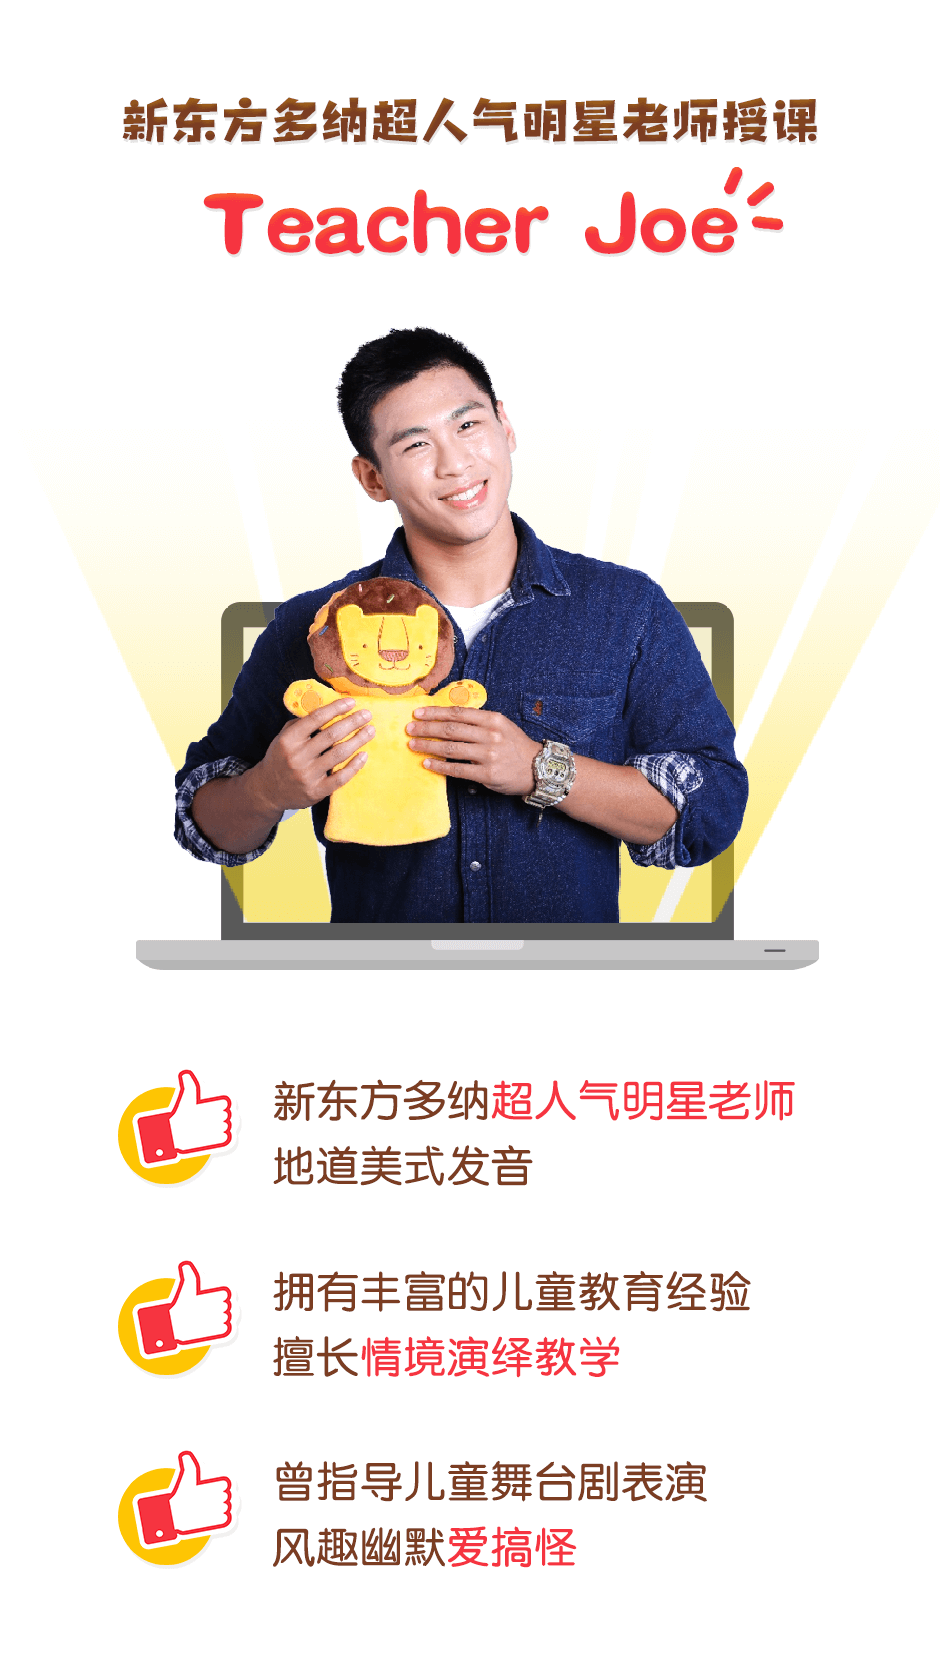 新东方多纳超人气明星老师授课
Teacher Joe
新东方多纳超人气明星老师
地道美式发音
拥有丰富的儿童教育经验
擅长情境演绎教学
曾指导儿童舞台剧表演
风趣幽默爱搞怪